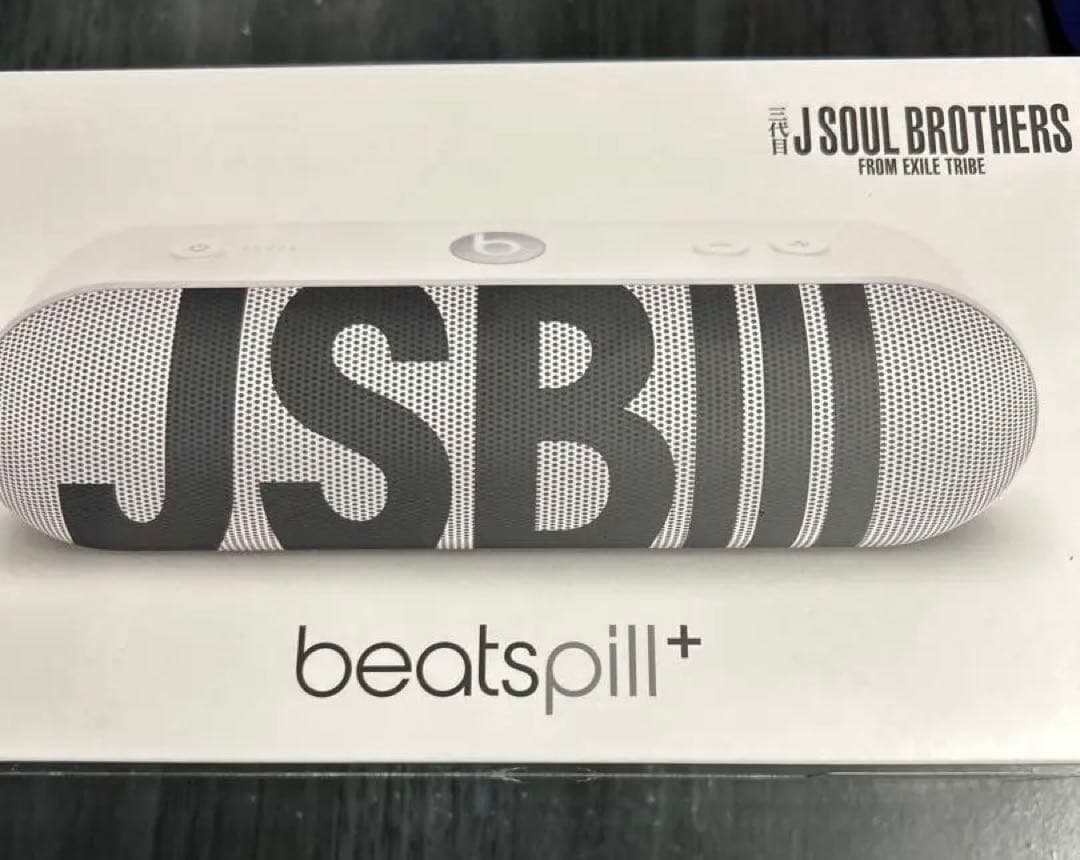 三代目 J SOUL BROTHERS
FROM EXILE TRIBE
b
JSBIII
beatspill+